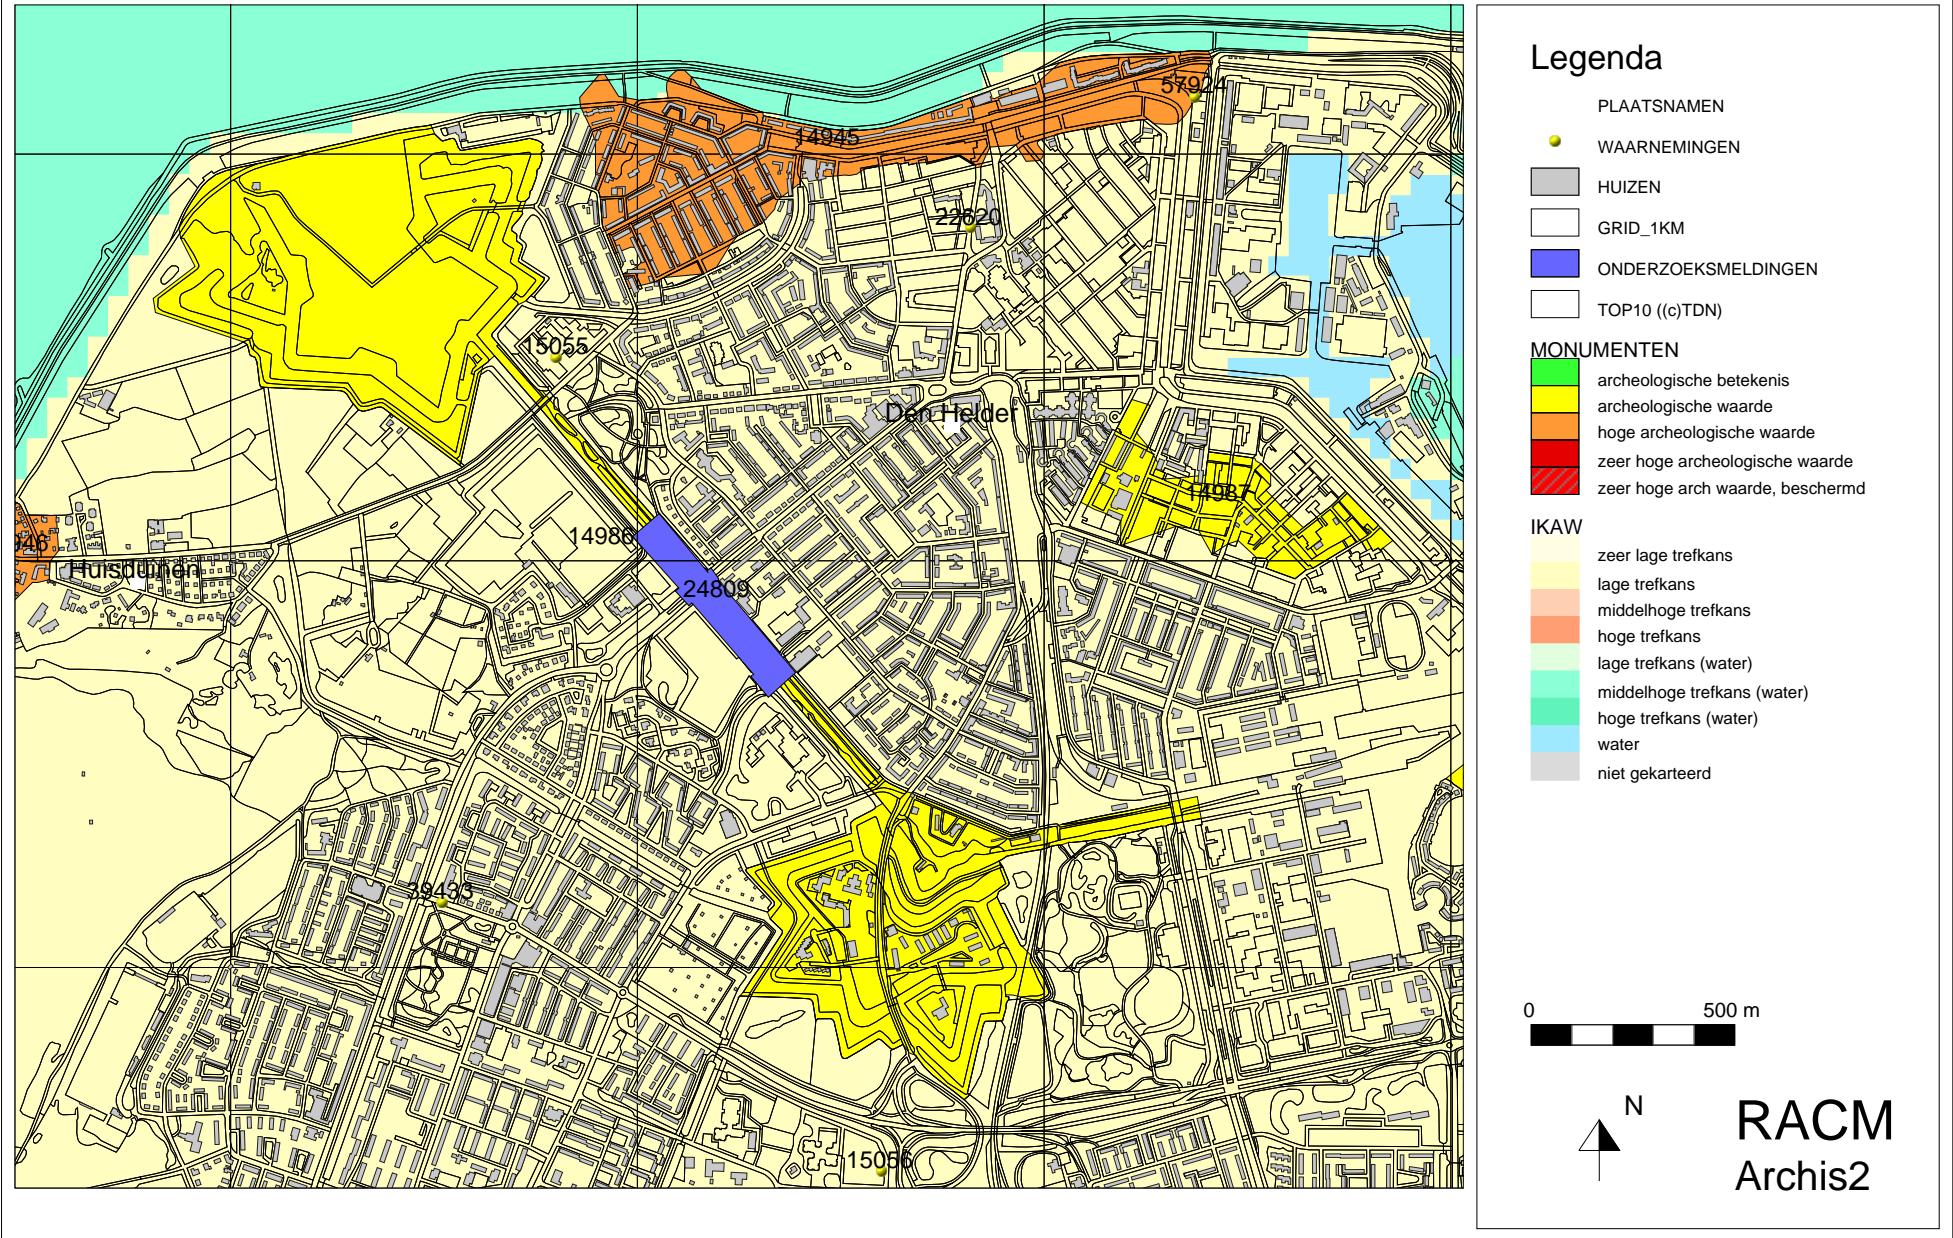 57924
14945
22620
15055
Den Helder
14987
14986
946
Huisduinen
24809
39433
15056
Legenda
PLAATSNAMEN
WAARNEMINGEN
HUIZEN
GRID_1KM
ONDERZOEKSMELDINGEN
TOP10 ((c)TDN)
MONUMENTEN
archeologische betekenis
archeologische waarde
hoge archeologische waarde
zeer hoge archeologische waarde
zeer hoge arch waarde, beschermd
IKAW
zeer lage trefkans
lage trefkans
middelhoge trefkans
hoge trefkans
lage trefkans (water)
middelhoge trefkans (water)
hoge trefkans (water)
water
niet gekarteerd
0 500 m
N
RACM
Archis2